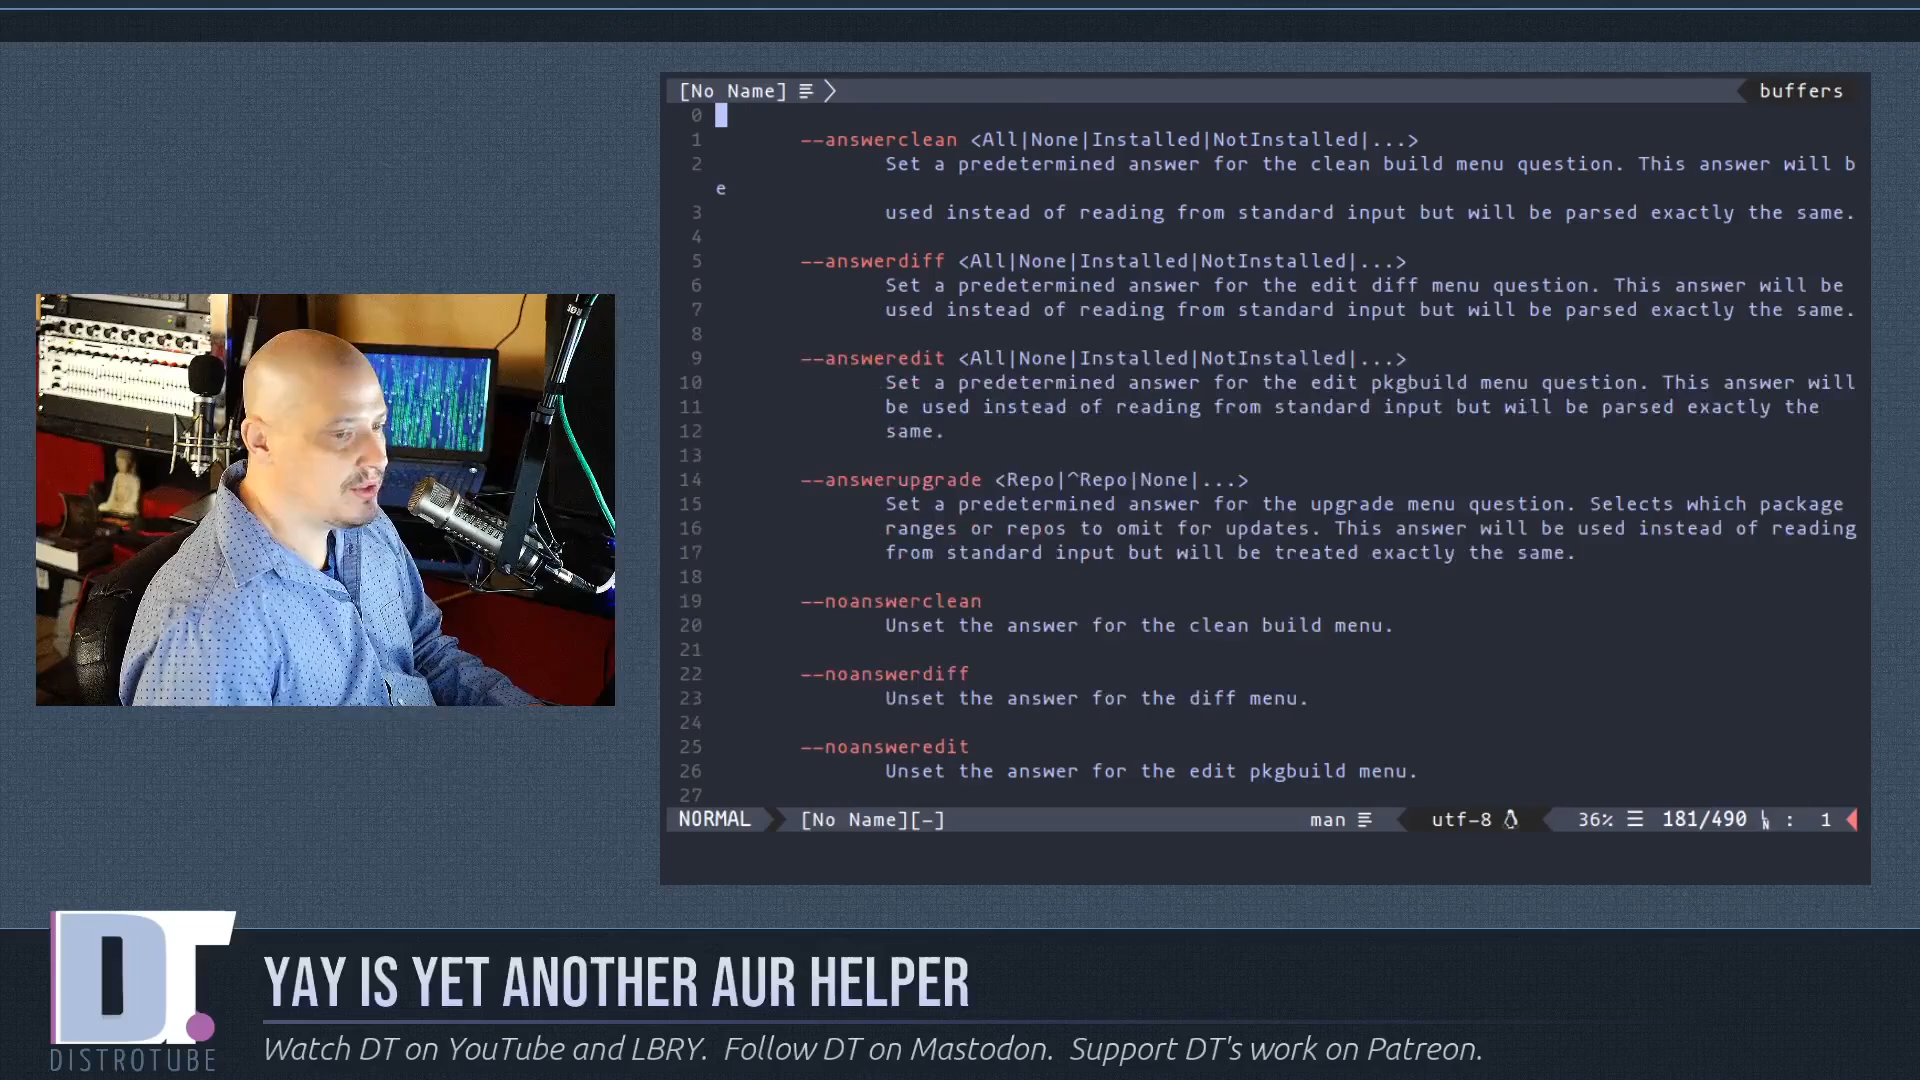 [No Name] buffers
0
1 --answerclean <All|None|Installed|NotInstalled|...>
2 Set a predetermined answer for the clean build menu question. This answer will b
e
3 used instead of reading from standard input but will be parsed exactly the same.
4
5 --answerdiff <All|None|Installed|NotInstalled|...>
6 Set a predetermined answer for the edit diff menu question. This answer will be
7 used instead of reading from standard input but will be parsed exactly the same.
8
9 --answeredit <All|None|Installed|NotInstalled|...>
10 Set a predetermined answer for the edit pkgbuild menu question. This answer will
11 be used instead of reading from standard input but will be parsed exactly the
12 same.
13
14 --answerupgrade <Repo|^Repo|None|...>
15 Set a predetermined answer for the upgrade menu question. Selects which package
16 ranges or repos to omit for updates. This answer will be used instead of reading
17 from standard input but will be treated exactly the same.
18
19 --noanswerclean
20 Unset the answer for the clean build menu.
21
22 --noanswerdiff
23 Unset the answer for the diff menu.
24
25 --noansweredit
26 Unset the answer for the edit pkgbuild menu.
27
NORMAL [No Name][-] man utf-8 36% 181/490 LN : 1
DT
DISTROTUBE
YAY IS YET ANOTHER AUR HELPER
Watch DT on YouTube and LBRY. Follow DT on Mastodon. Support DT's work on Patreon.